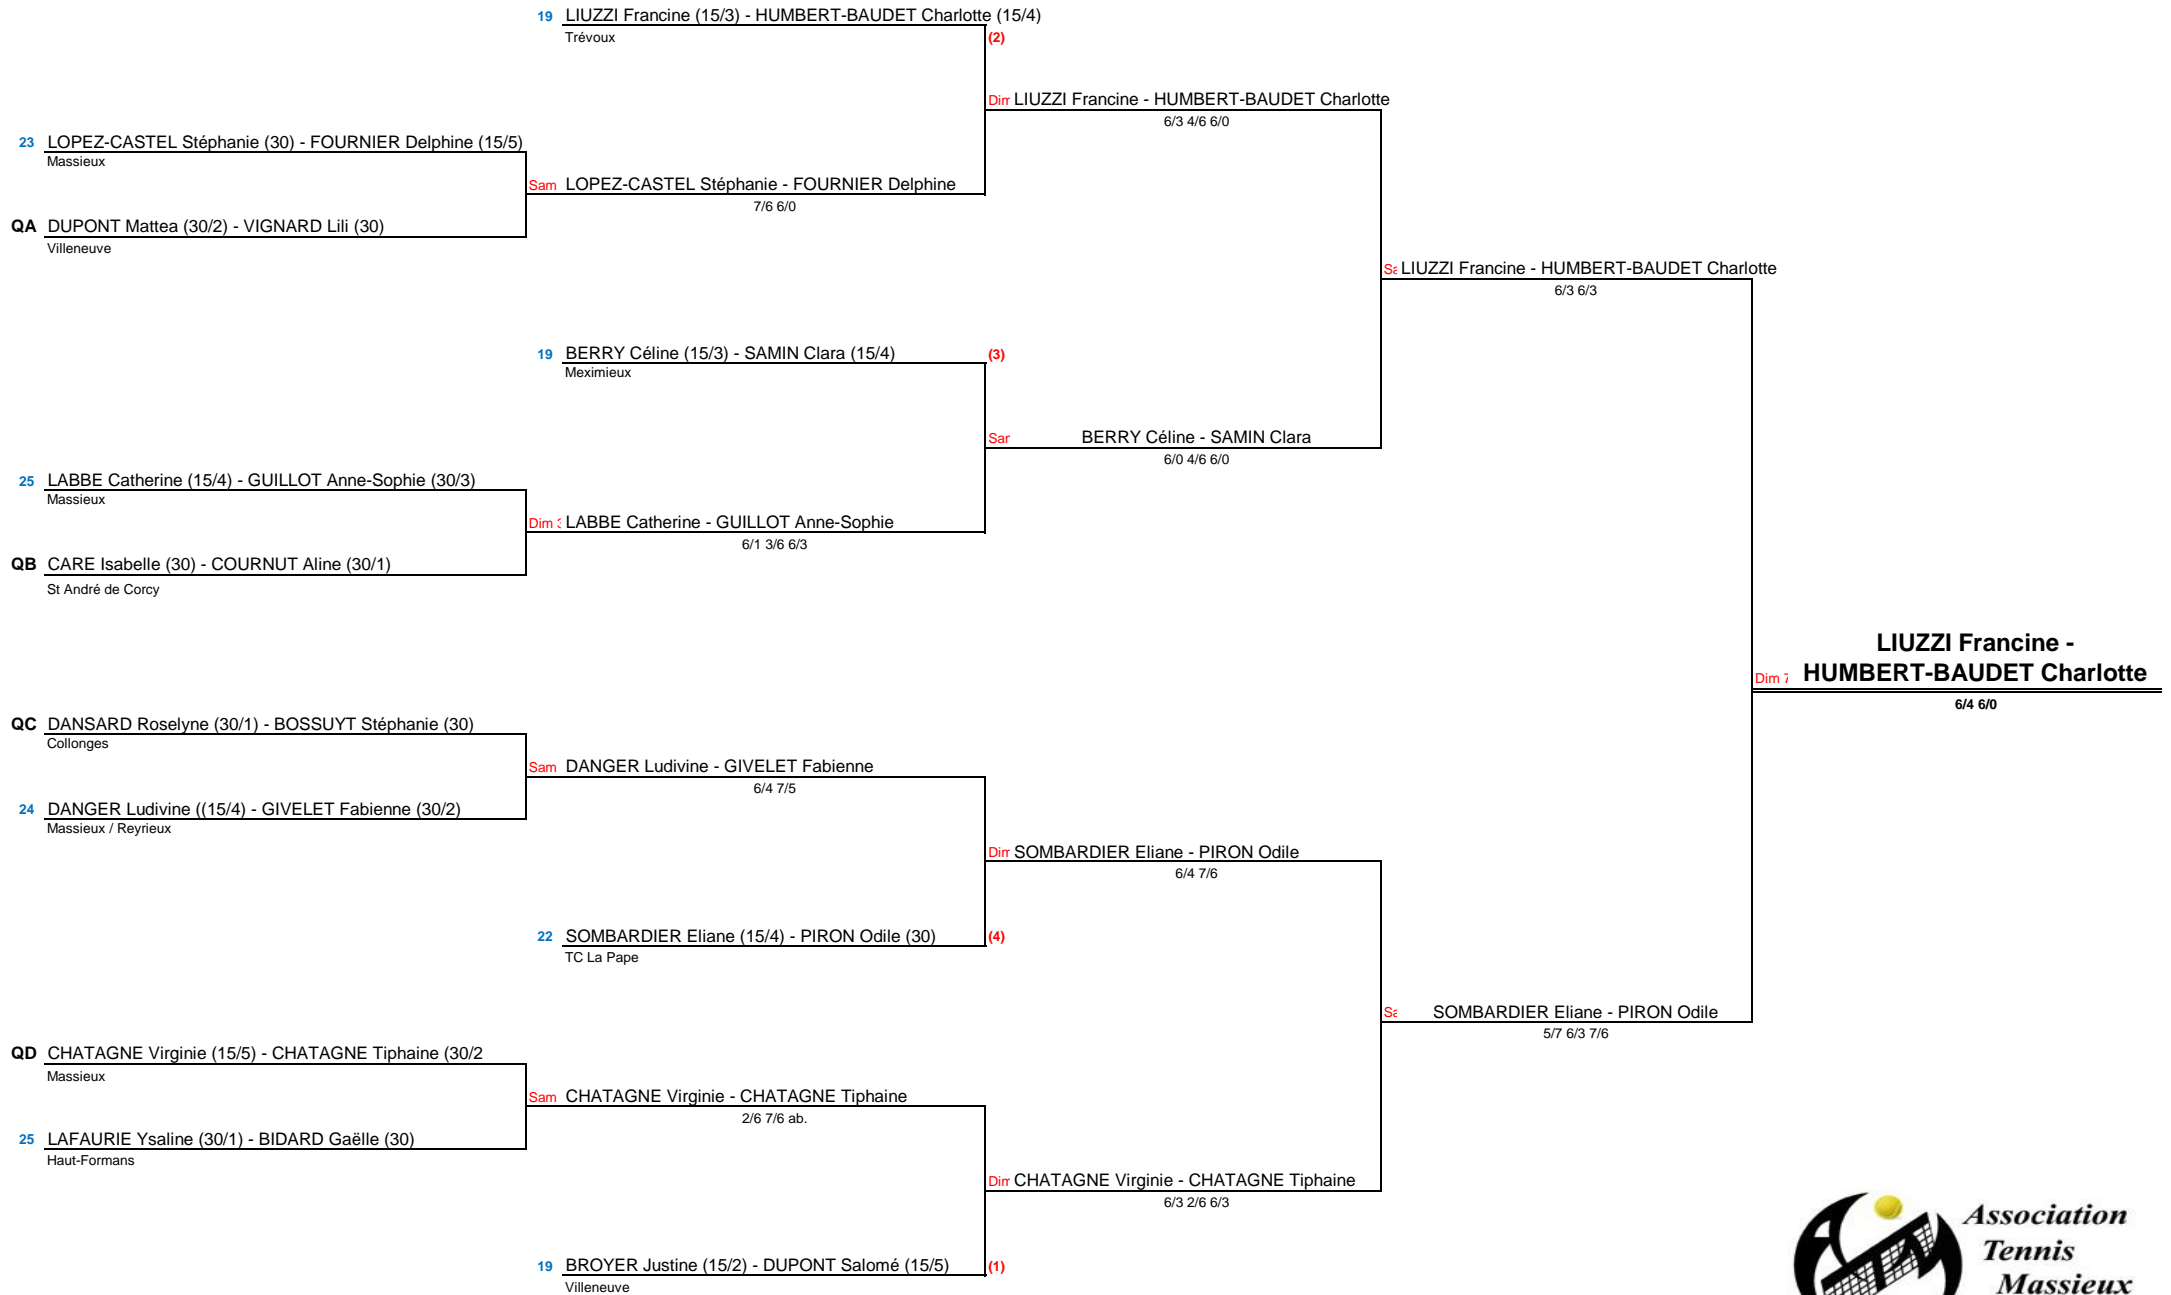 19 LIUZZI Francine (15/3) - HUMBERT-BAUDET Charlotte (15/4)
Trévoux
(2)
Dim LIUZZI Francine - HUMBERT-BAUDET Charlotte
6/3 4/6 6/0
23 LOPEZ-CASTEL Stéphanie (30) - FOURNIER Delphine (15/5)
Massieux
Sam LOPEZ-CASTEL Stéphanie - FOURNIER Delphine
7/6 6/0
QA DUPONT Mattea (30/2) - VIGNARD Lili (30)
Villeneuve
Sa LIUZZI Francine - HUMBERT-BAUDET Charlotte
6/3 6/3
19 BERRY Céline (15/3) - SAMIN Clara (15/4)
(3)
Meximieux
Sam BERRY Céline - SAMIN Clara
6/0 4/6 6/0
25 LABBE Catherine (15/4) - GUILLOT Anne-Sophie (30/3)
Massieux
Dim LABBE Catherine - GUILLOT Anne-Sophie
6/1 3/6 6/3
QB CARE Isabelle (30) - COURNUT Aline (30/1)
St André de Corcy
LIUZZI Francine -
Dim 7 HUMBERT-BAUDET Charlotte
6/4 6/0
QC DANSARD Roselyne (30/1) - BOSSUYT Stéphanie (30)
Collonges
Sam DANGER Ludivine - GIVELET Fabienne
6/4 7/5
24 DANGER Ludivine ((15/4) - GIVELET Fabienne (30/2)
Massieux / Reyrieux
Dim SOMBARDIER Eliane - PIRON Odile
6/4 7/6
22 SOMBARDIER Eliane (15/4) - PIRON Odile (30)
(4)
TC La Pape
Sa SOMBARDIER Eliane - PIRON Odile
5/7 6/3 7/6
QD CHATAGNE Virginie (15/5) - CHATAGNE Tiphaine (30/2
Massieux
Sam CHATAGNE Virginie - CHATAGNE Tiphaine
2/6 7/6 ab.
25 LAFAURIE Ysaline (30/1) - BIDARD Gaëlle (30)
Haut-Formans
Dim CHATAGNE Virginie - CHATAGNE Tiphaine
6/3 2/6 6/3
19 BROYER Justine (15/2) - DUPONT Salomé (15/5)
(1)
Villeneuve
ATM
Association
Tennis
Massieux